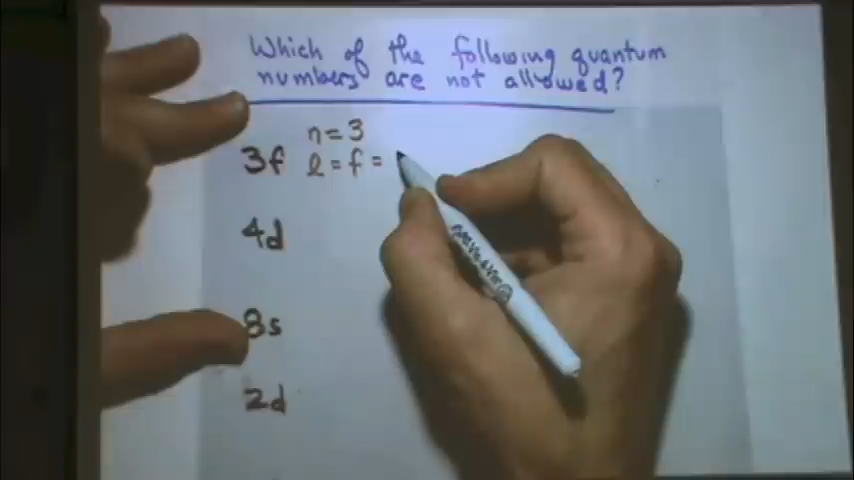 Which of the following quantum
numbers are not allowed?
n = 3
3f l = f =
4d
8s
2d